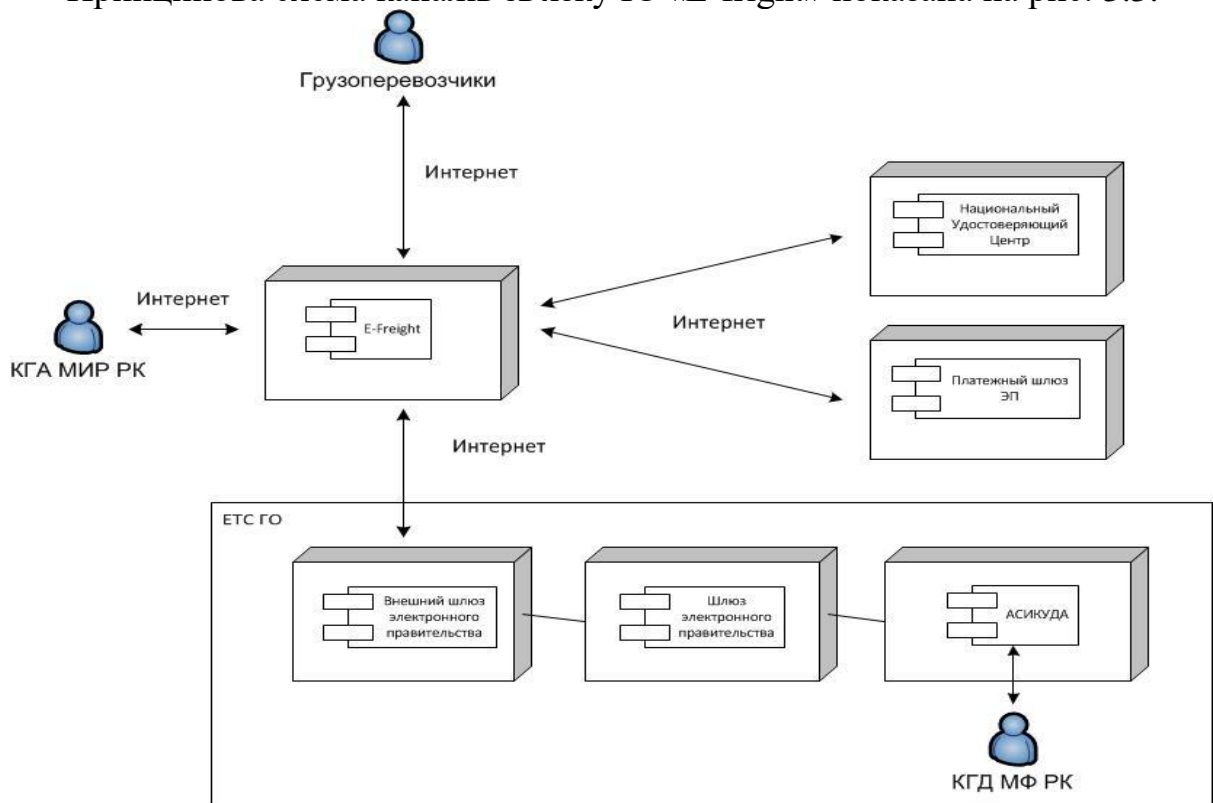 Грузоперевозчики
Интернет
Национальный
Удостоверяющий
Центр
Интернет
E-Freight
КГА МИР РК
Интернет
Платежный шлюз
ЭП
Интернет
ЕТС ГО
Внешний шлюз
электронного
правительства
Шлюз
электронного
правительства
АСИКУДА
КГД МФ РК